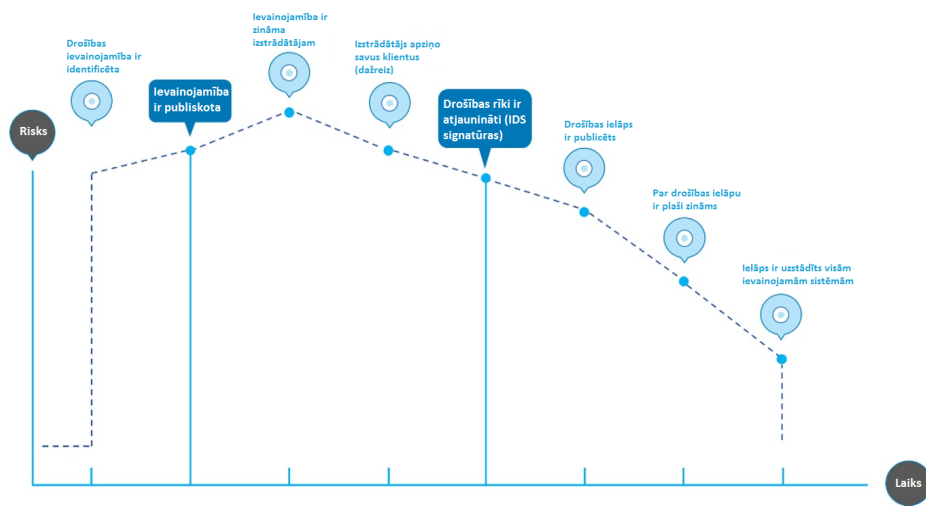 Risks
Drošības
ievainojamība ir
identificēta
Ievainojamība
ir publiskota
Ievainojamība ir
zināma
izstrādātājam
Izstrādātājs apziņo
savus klientus
(dažreiz)
Drošības rīki ir
atjaunināti (IDS
signatūras)
Drošības ielāps
ir publicēts
Par drošības ielāpu
ir plaši zināms
Ielāps ir uzstādīts visām
ievainojamām sistēmām
Laiks